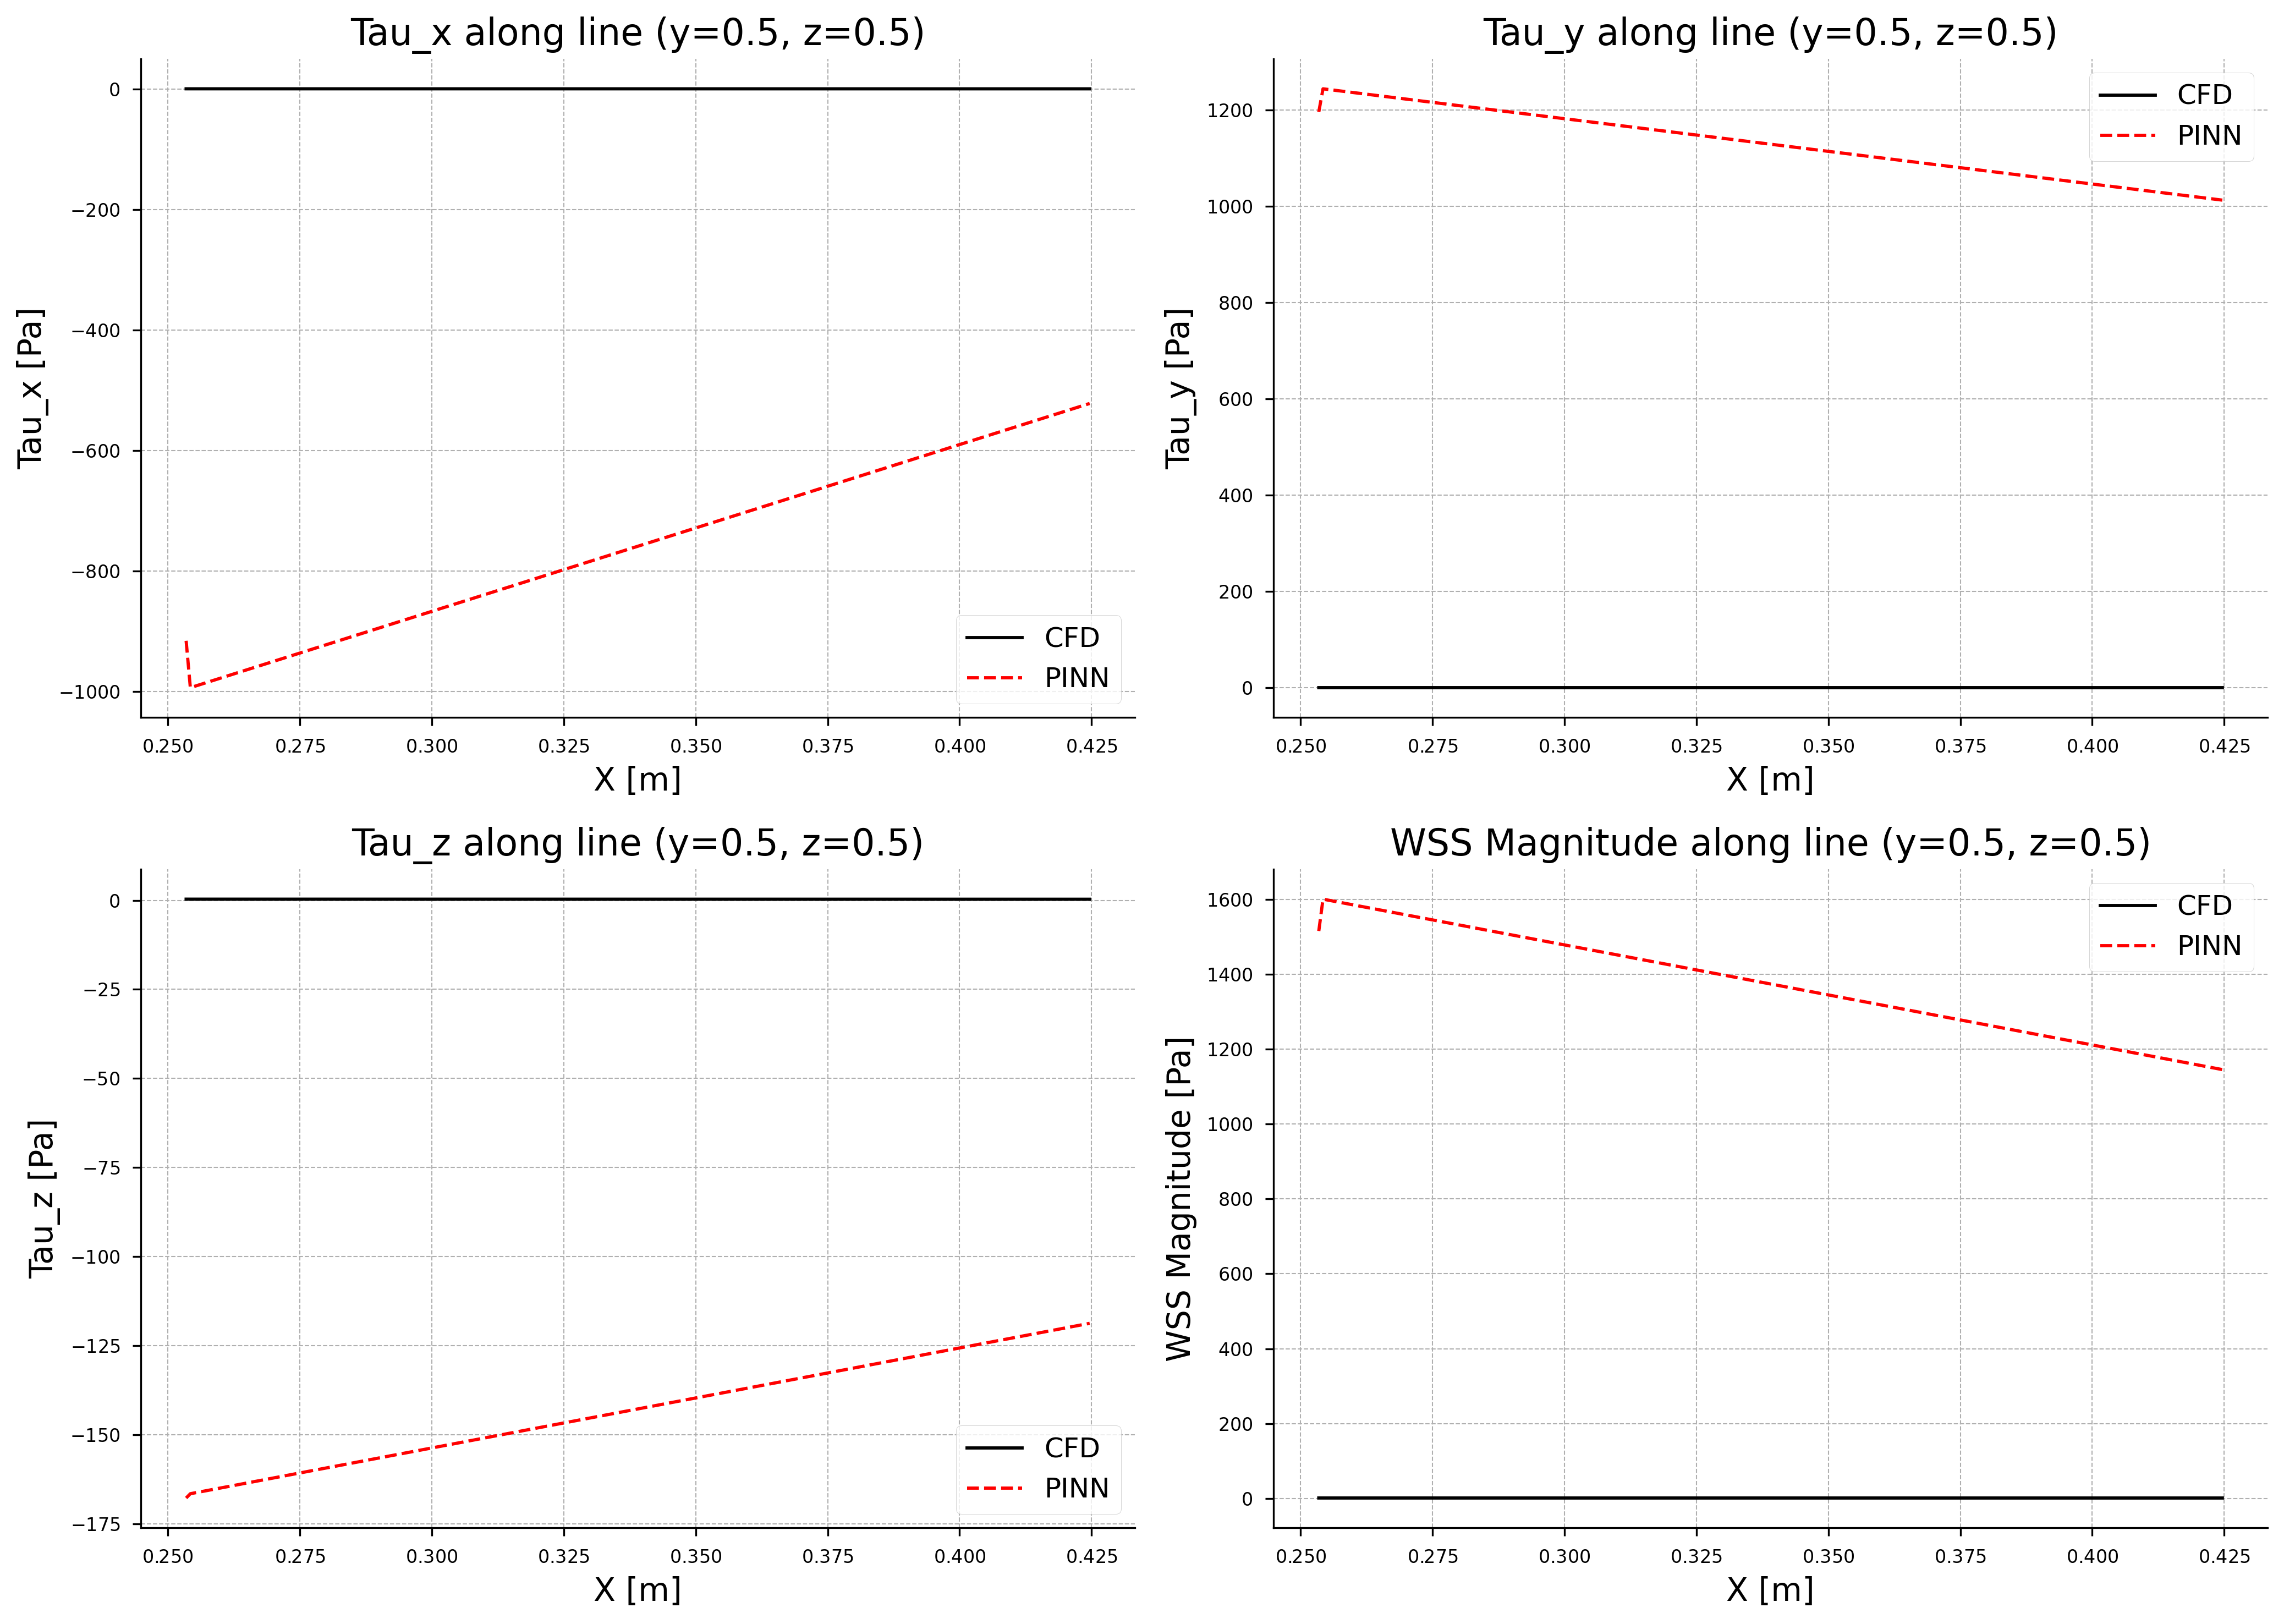 Tau_x along line (y=0.5, z=0.5)
Tau_x [Pa]
0
−200
−400
−600
−800
−1000
CFD
PINN
0.250 0.275 0.300 0.325 0.350 0.375 0.400 0.425
X [m]
Tau_y along line (y=0.5, z=0.5)
Tau_y [Pa]
1200
1000
800
600
400
200
0
CFD
PINN
0.250 0.275 0.300 0.325 0.350 0.375 0.400 0.425
X [m]
Tau_z along line (y=0.5, z=0.5)
Tau_z [Pa]
0
−25
−50
−75
−100
−125
−150
−175
CFD
PINN
0.250 0.275 0.300 0.325 0.350 0.375 0.400 0.425
X [m]
WSS Magnitude along line (y=0.5, z=0.5)
WSS Magnitude [Pa]
1600
1400
1200
1000
800
600
400
200
0
CFD
PINN
0.250 0.275 0.300 0.325 0.350 0.375 0.400 0.425
X [m]